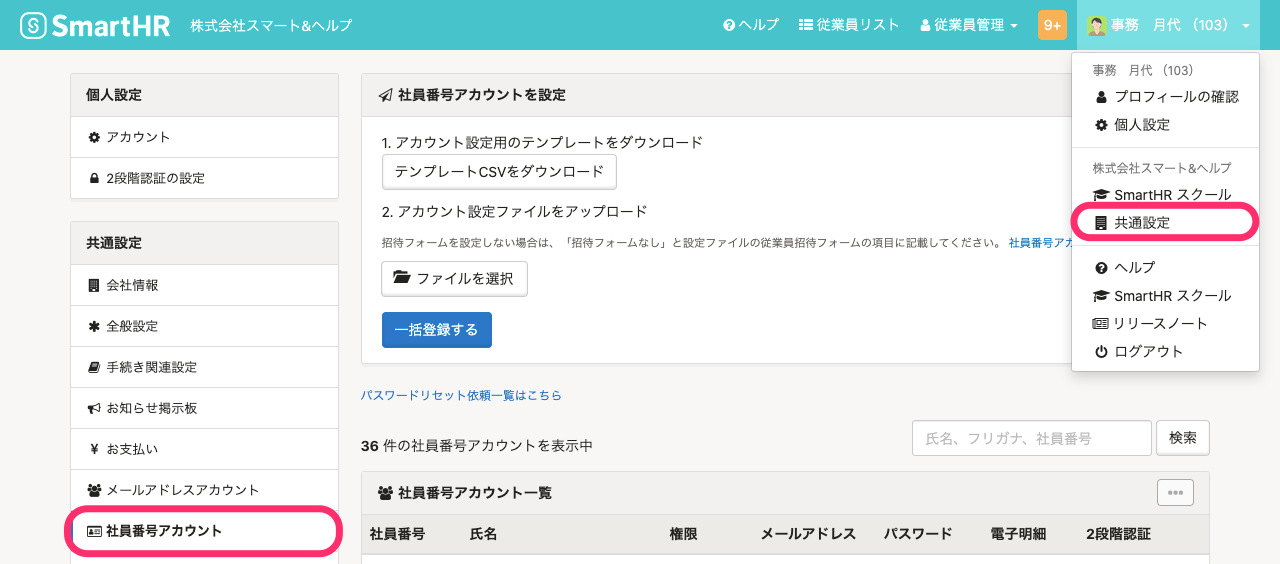 SmartHR 株式会社スマート&ヘルプ ヘルプ 従業員リスト 従業員管理 9+ 事務　月代 （103）
事務　月代 （103）
プロフィールの確認
個人設定
株式会社スマート&ヘルプ
SmartHR スクール
共通設定
ヘルプ
SmartHR スクール
リリースノート
ログアウト
個人設定
アカウント
2段階認証の設定
共通設定
会社情報
全般設定
手続き関連設定
お知らせ掲示板
¥ お支払い
メールアドレスアカウント
社員番号アカウント
社員番号アカウントを設定
1. アカウント設定用のテンプレートをダウンロード
テンプレートCSVをダウンロード
2. アカウント設定ファイルをアップロード
招待フォームを設定しない場合は、「招待フォームなし」と設定ファイルの従業員招待フォームの項目に記載してください。 社員番号アカ
ファイルを選択
一括登録する
パスワードリセット依頼一覧はこちら
36 件の社員番号アカウントを表示中
氏名、フリガナ、社員番号 検索
社員番号アカウント一覧
社員番号 氏名 権限 メールアドレス パスワード 電子明細 2段階認証